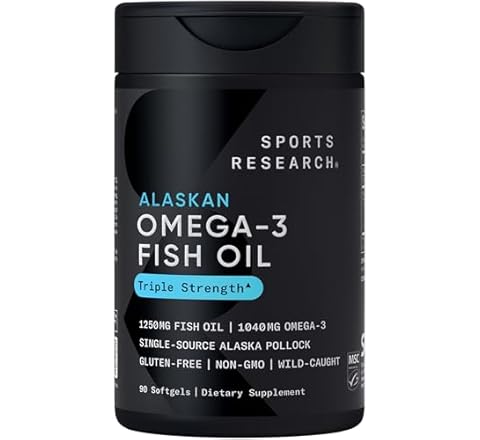 SPORTS
RESEARCH®
ALASKAN
OMEGA-3
FISH OIL
Triple Strength▲
1250MG FISH OIL | 1040MG OMEGA-3
SINGLE-SOURCE ALASKA POLLOCK
GLUTEN-FREE | NON-GMO | WILD-CAUGHT
MSC
90 Softgels | Dietary Supplement